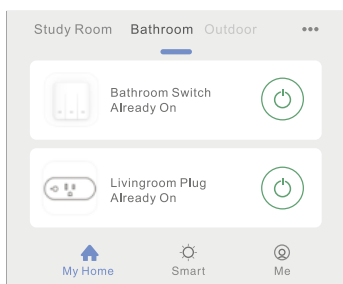 Study Room Bathroom Outdoor
Bathroom Switch
Already On
Livingroom Plug
Already On
My Home Smart Me